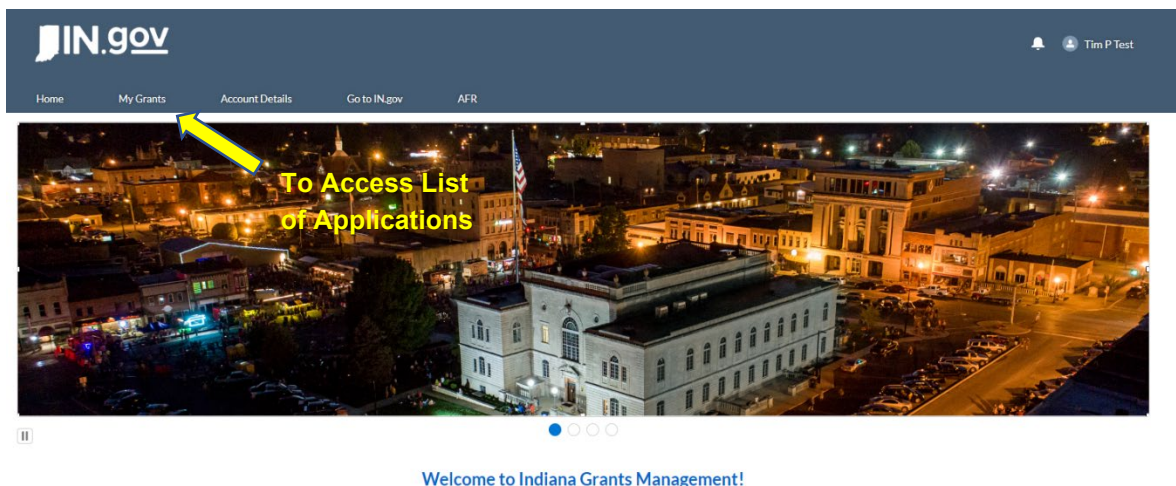 IN.gov
Tim P Test
Home My Grants Account Details Go to IN.gov AFR
To Access List
of Applications
Welcome to Indiana Grants Management!